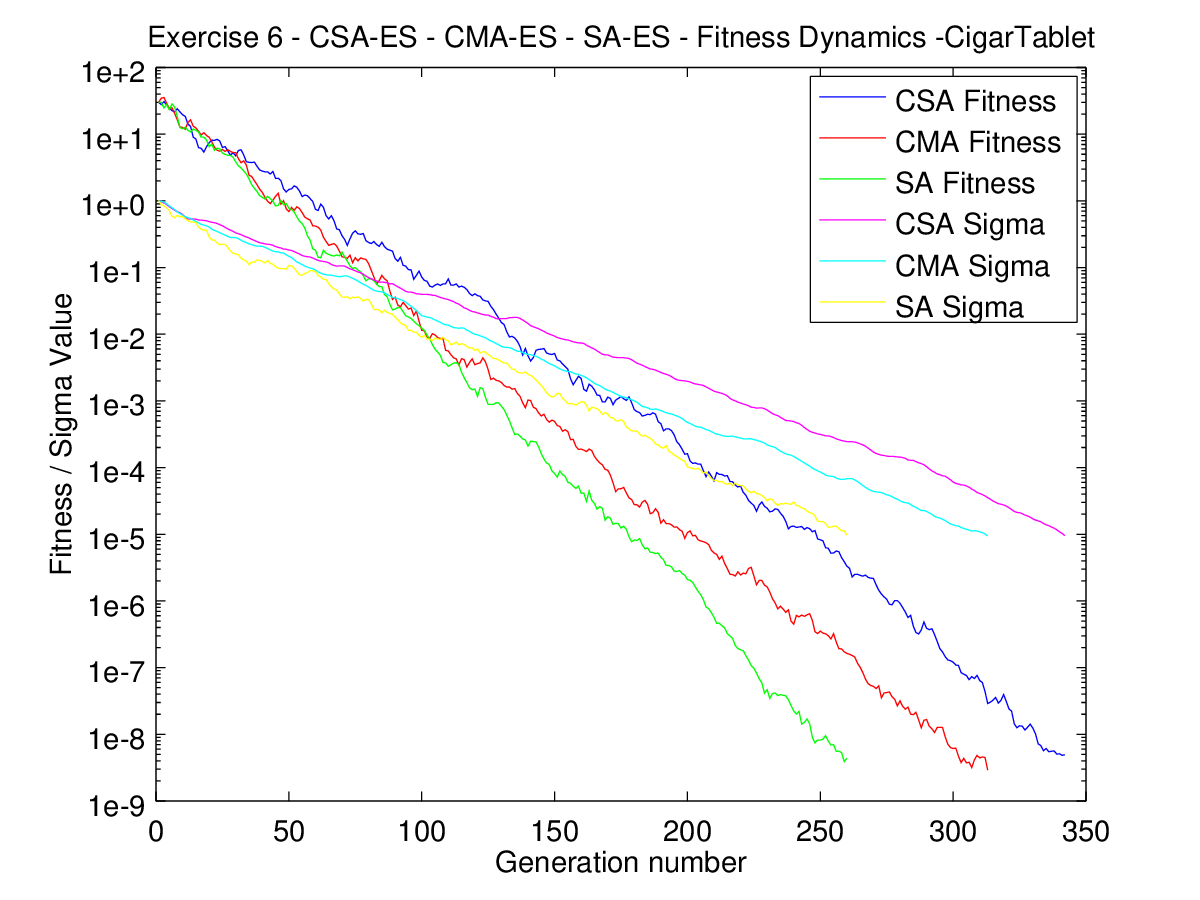 Exercise 6 - CSA-ES - CMA-ES - SA-ES - Fitness Dynamics -CigarTablet
1e+2
1e+1
1e+0
1e-1
1e-2
1e-3
1e-4
1e-5
1e-6
1e-7
1e-8
1e-9
Fitness / Sigma Value
CSA Fitness
CMA Fitness
SA Fitness
CSA Sigma
CMA Sigma
SA Sigma
0 50 100 150 200 250 300 350
Generation number